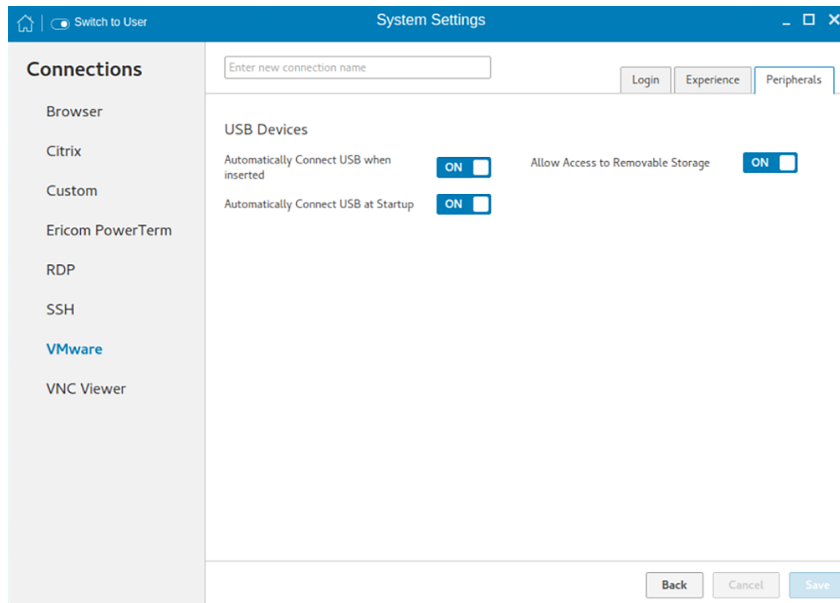 Switch to User
System Settings
Connections
Browser
Citrix
Custom
Ericom PowerTerm
RDP
SSH
VMware
VNC Viewer
Enter new connection name
Login
Experience
Peripherals
USB Devices
Automatically Connect USB when
inserted
ON
Allow Access to Removable Storage
ON
Automatically Connect USB at Startup
ON
Back
Cancel
Save